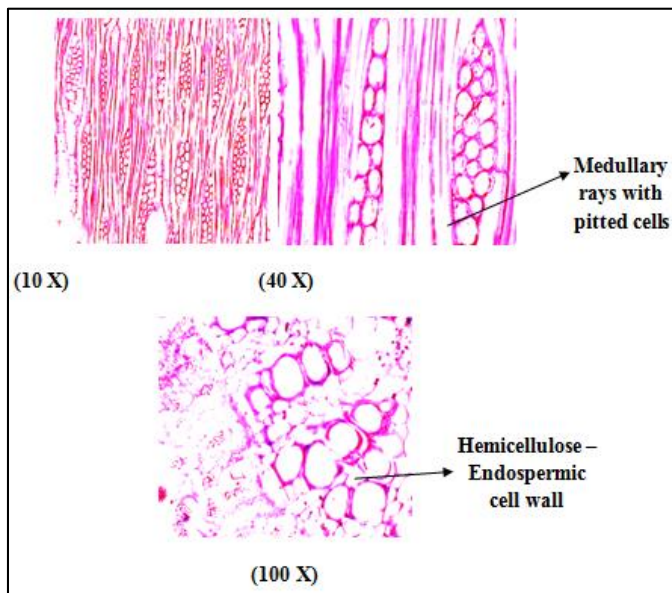 Medullary
rays with
pitted cells
(10 X)
(40 X)
Hemicellulose –
Endospermic
cell wall
(100 X)